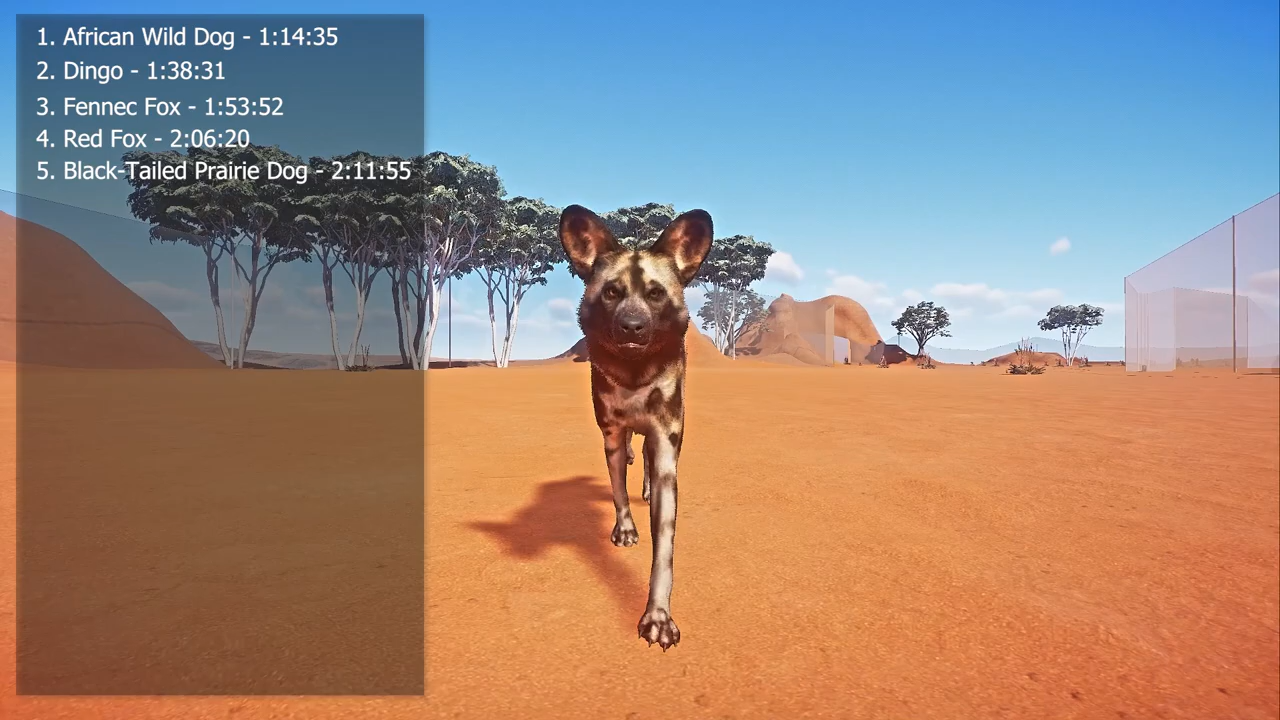 1. African Wild Dog - 1:14:35
2. Dingo - 1:38:31
3. Fennec Fox - 1:53:52
4. Red Fox - 2:06:20
5. Black-Tailed Prairie Dog - 2:11:55